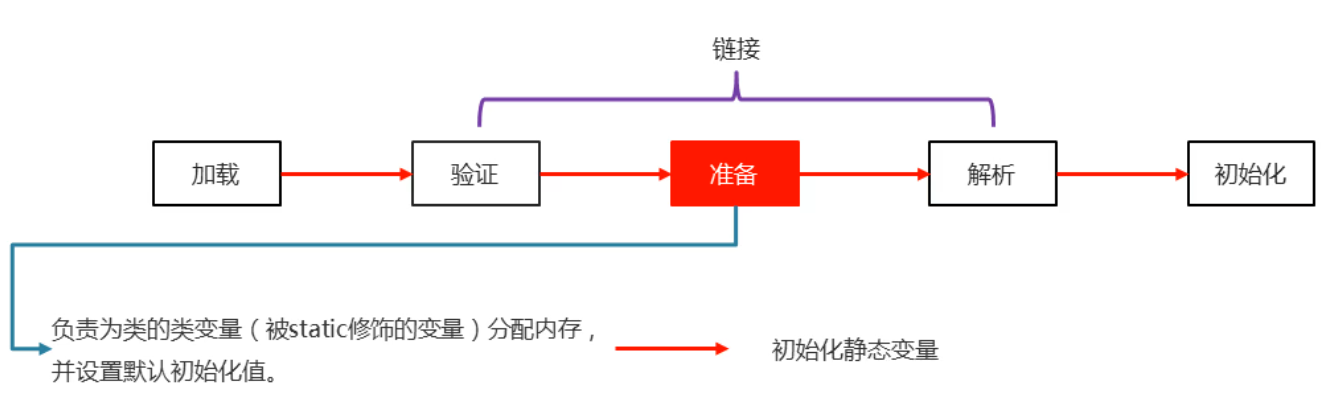 链接
加载
验证
准备
解析
初始化
负责为类的类变量（被static修饰的变量）分配内存，
并设置默认初始化值。
初始化静态变量